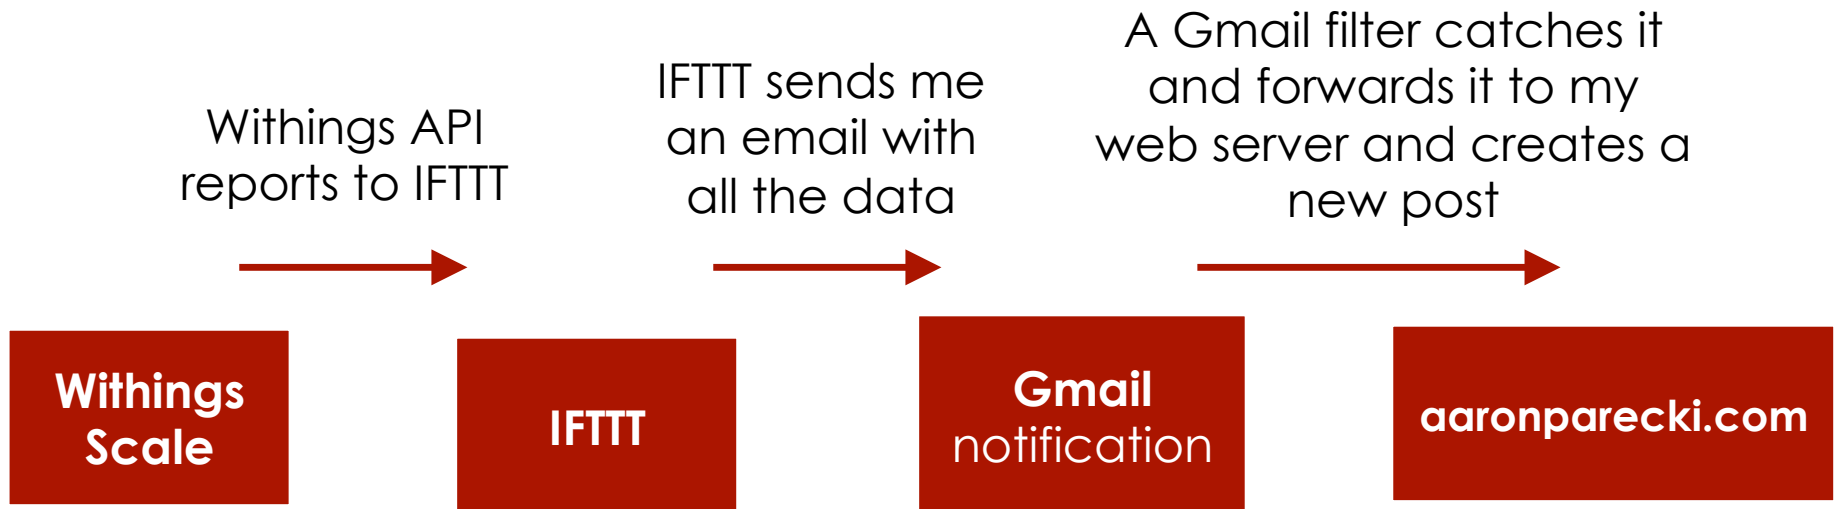 Withings API
reports to IFTTT
IFTTT sends me
an email with
all the data
A Gmail filter catches it
and forwards it to my
web server and creates a
new post
Withings
Scale
IFTTT
Gmail
notification
aaronparecki.com